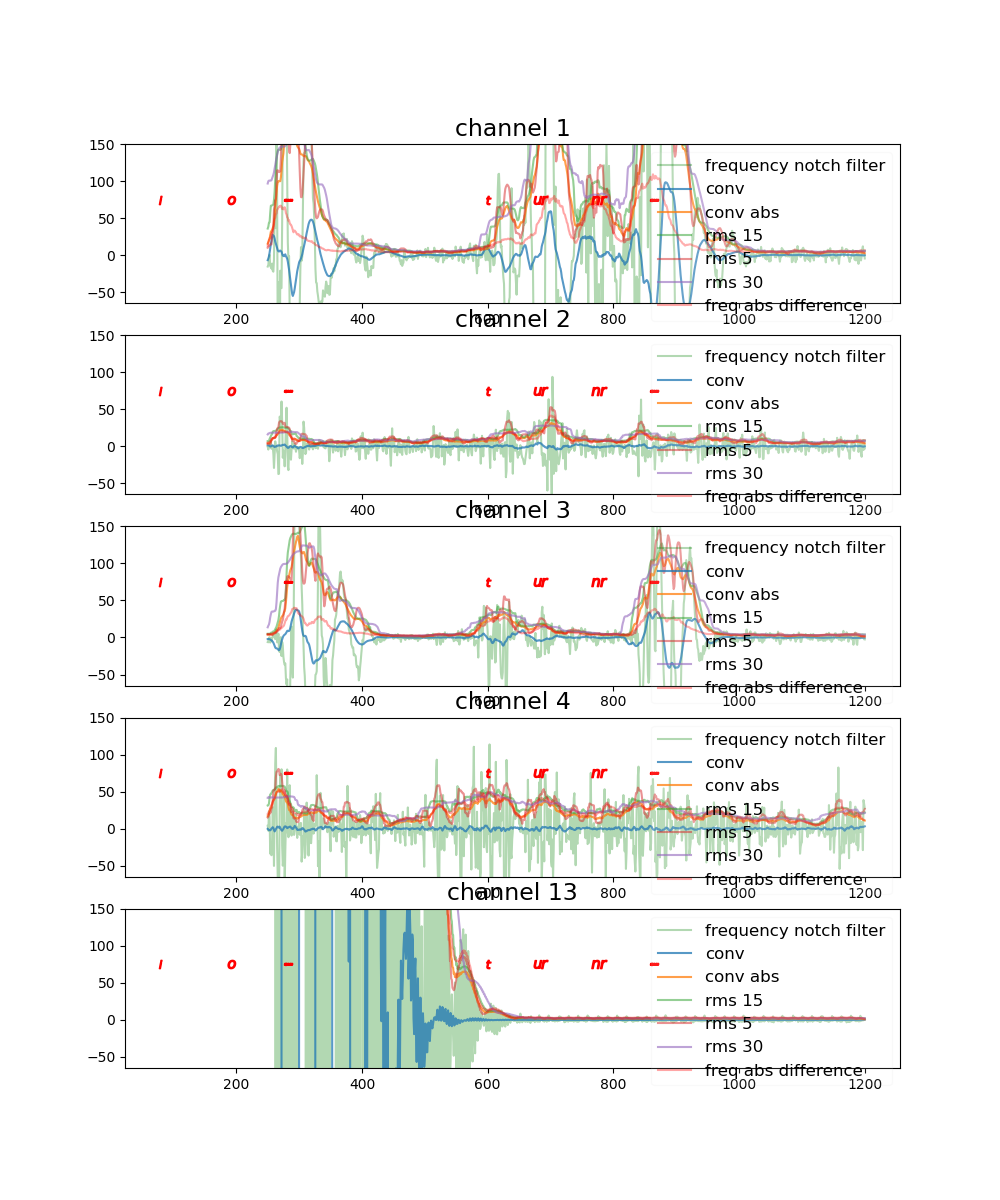 channel 1
150
100
50
0
−50
l o – t ur nr –
frequency notch filter
conv
conv abs
rms 15
rms 5
rms 30
freq abs difference
200 400 600 800 1000 1200
channel 2
150
100
50
0
−50
l o – t ur nr –
frequency notch filter
conv
conv abs
rms 15
rms 5
rms 30
freq abs difference
200 400 600 800 1000 1200
channel 3
150
100
50
0
−50
l o – t ur nr –
frequency notch filter
conv
conv abs
rms 15
rms 5
rms 30
freq abs difference
200 400 600 800 1000 1200
channel 4
150
100
50
0
−50
l o – t ur nr –
frequency notch filter
conv
conv abs
rms 15
rms 5
rms 30
freq abs difference
200 400 600 800 1000 1200
channel 13
150
100
50
0
−50
l o – t ur nr –
frequency notch filter
conv
conv abs
rms 15
rms 5
rms 30
freq abs difference
200 400 600 800 1000 1200